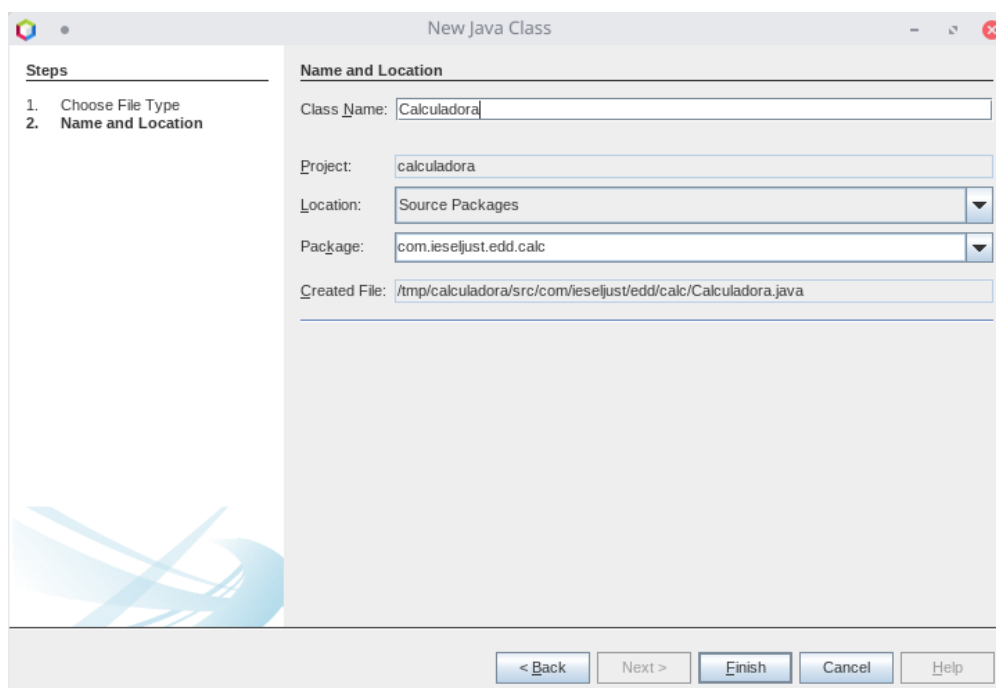 New Java Class
Steps
1. Choose File Type
2. Name and Location
Name and Location
Class Name: Calculadora
Project: calculadora
Location: Source Packages
Package: com.ieseljust.edd.calc
Created File: /tmp/calculadora/src/com/ieseljust/edd/calc/Calculadora.java
< Back Next > Finish Cancel Help